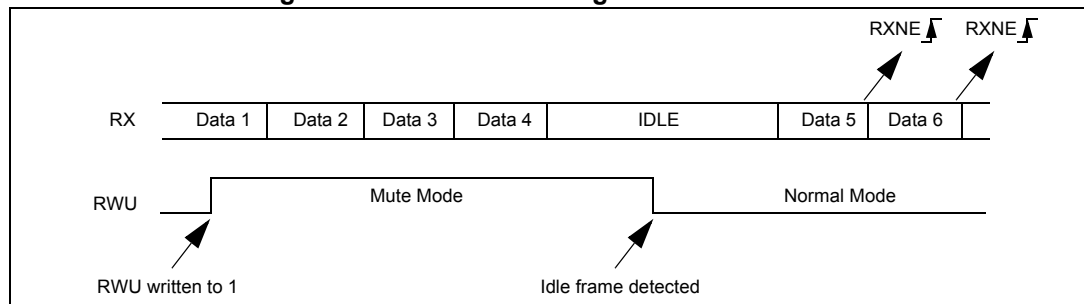 RXNE RXNE
RX Data 1 Data 2 Data 3 Data 4 IDLE Data 5 Data 6
RWU Mute Mode Normal Mode
RWU written to 1 Idle frame detected